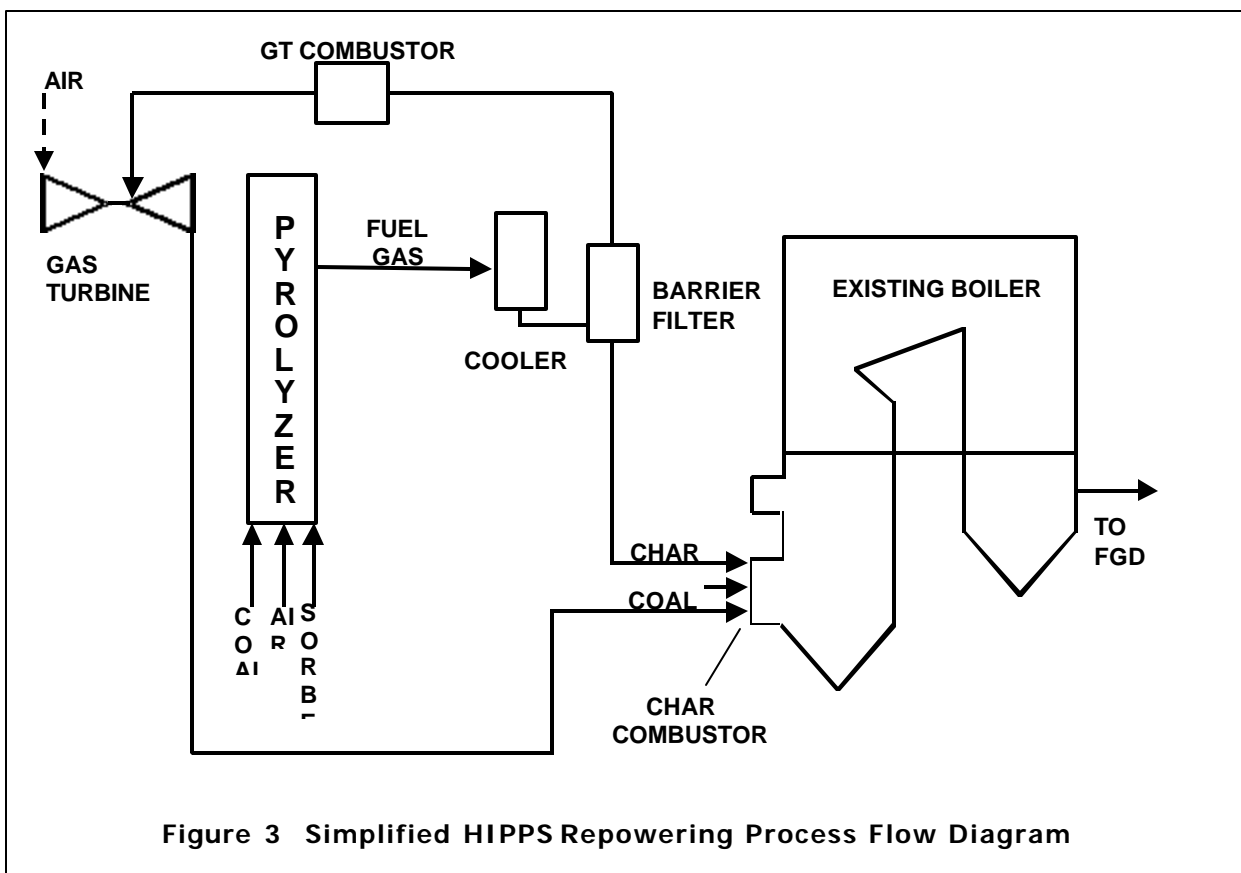 GT COMBUSTOR
AIR
GAS
TURBINE
PYROLYZER
FUEL
GAS
COOLER
BARRIER
FILTER
EXISTING BOILER
CHAR
COAL
CHAR
COMBUSTOR
TO
FGD
AIR
Figure 3 Simplified HIPPS Repowering Process Flow Diagram